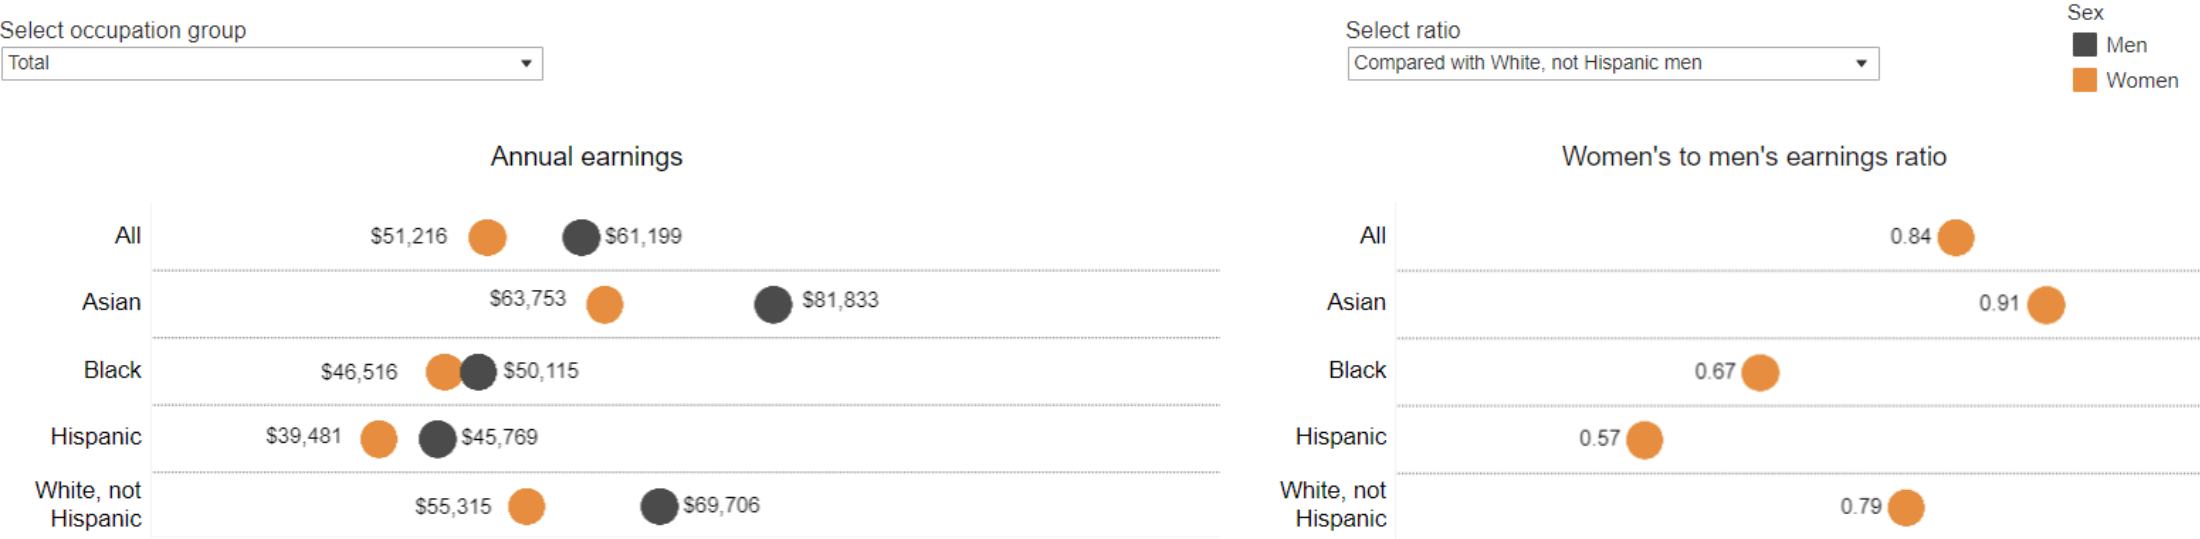 Select occupation group
Total
Select ratio
Compared with White, not Hispanic men
Sex
Men
Women
Annual earnings
All
$51,216
$61,199
Asian
$63,753
$81,833
Black
$46,516
$50,115
Hispanic
$39,481
$45,769
White, not
Hispanic
$55,315
$69,706
Women's to men's earnings ratio
All
0.84
Asian
0.91
Black
0.67
Hispanic
0.57
White, not
Hispanic
0.79